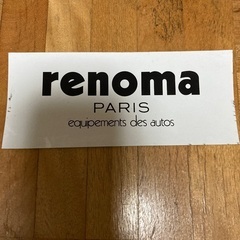 renoma
PARIS
equipements des autos